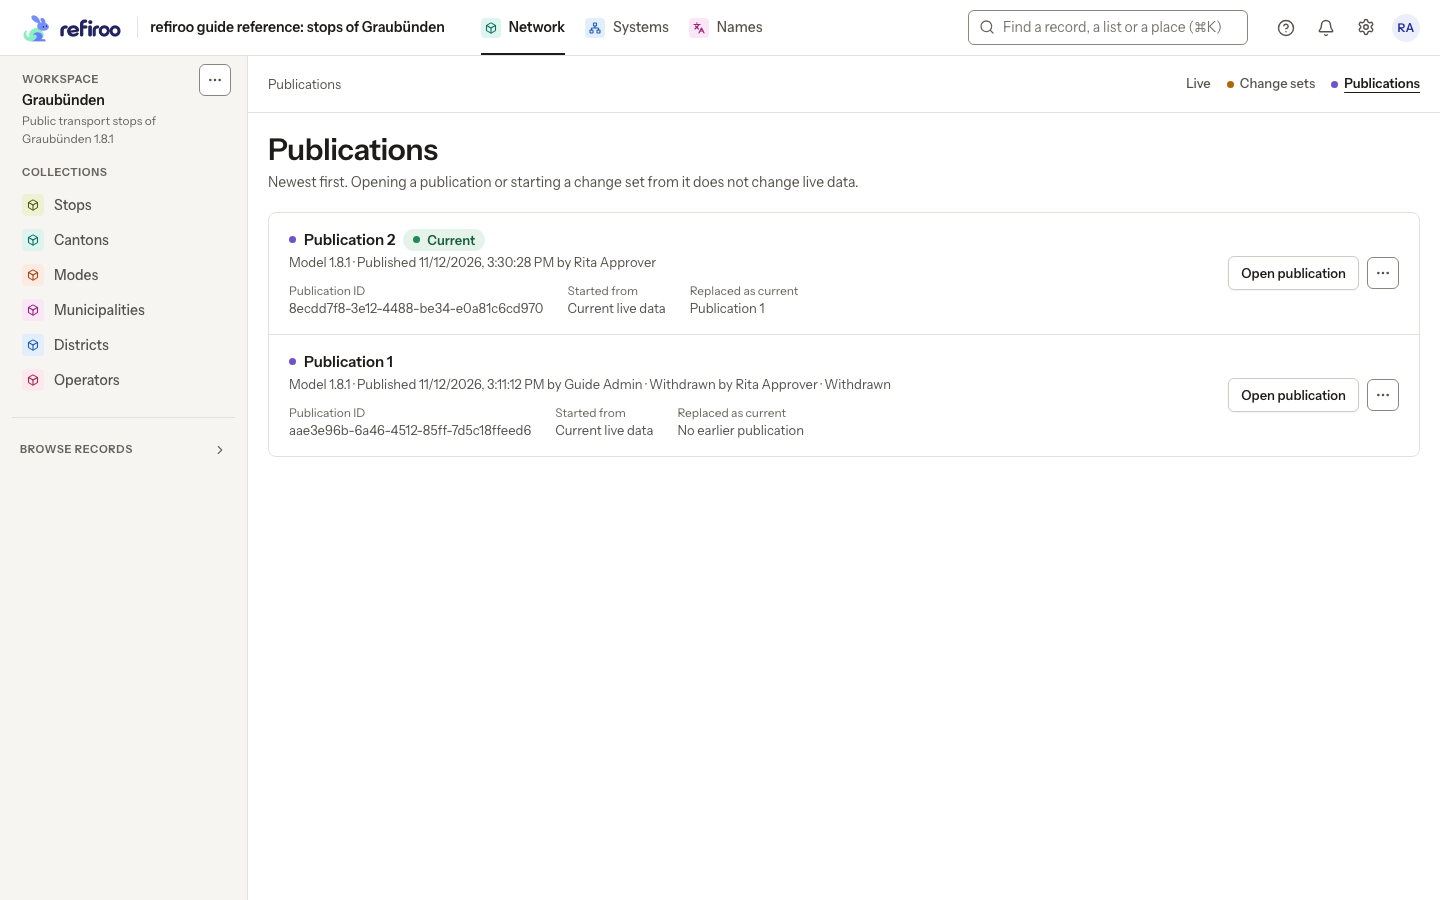 refiroo
refiroo guide reference: stops of Graubünden
Network
Systems
Names
Find a record, a list or a place (⌘K)
RA
WORKSPACE
Graubünden
Public transport stops of
Graubünden 1.8.1
COLLECTIONS
Stops
Cantons
Modes
Municipalities
Districts
Operators
BROWSE RECORDS
Publications
Live
Change sets
Publications
Publications
Newest first. Opening a publication or starting a change set from it does not change live data.
Publication 2
Current
Model 1.8.1 · Published 11/12/2026, 3:30:28 PM by Rita Approver
Publication ID
8ecdd7f8-3e12-4488-be34-e0a81c6cd970
Started from
Current live data
Replaced as current
Publication 1
Open publication
Publication 1
Model 1.8.1 · Published 11/12/2026, 3:11:12 PM by Guide Admin · Withdrawn by Rita Approver · Withdrawn
Publication ID
aae3e96b-6a46-4512-85ff-7d5c18ffeed6
Started from
Current live data
Replaced as current
No earlier publication
Open publication